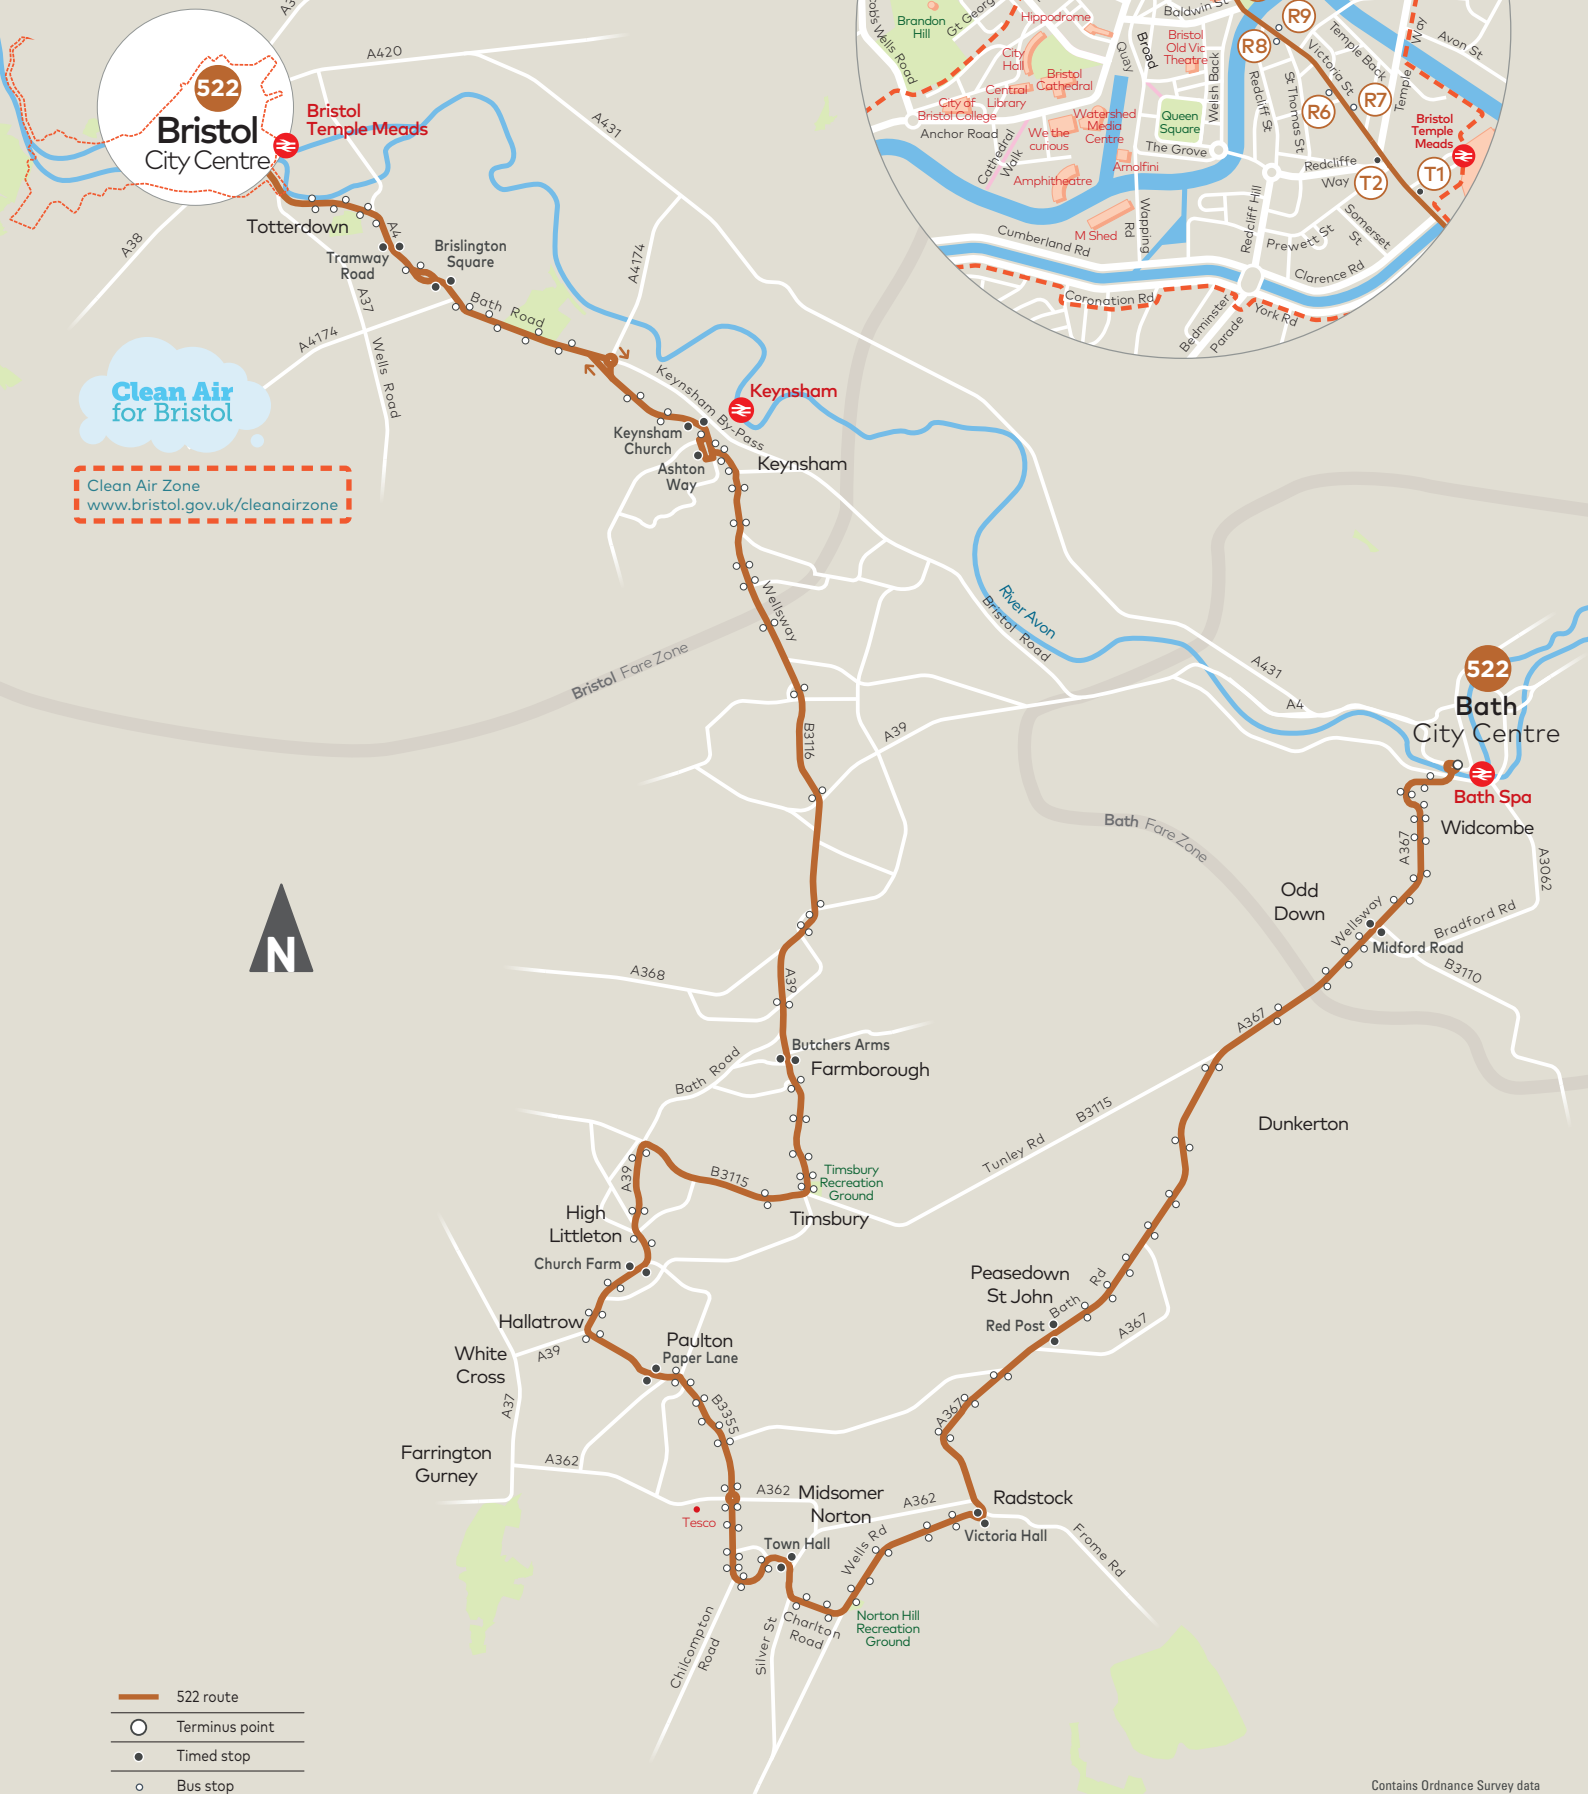 522
Bristol
City Centre
Bristol
Temple Meads
A420
A431
A38
Totterdown
A4
Tramway
Road
Brislington
Square
A37
A4174
Bath Road
A4174
Wells Road
Clean Air
for Bristol
Clean Air Zone
www.bristol.gov.uk/cleanairzone
Keynsham By-Pass
Keynsham
Keynsham
Church
Ashton
Way
Keynsham
Wellsway
Bristol Fare Zone
River Avon
Bristol Road
B3116
A39
Brandon
Hill
Gt Georg
Hippodrome
City
Hall
Bristol
Cathedral
Central
Library
City of
Bristol College
Anchor Road
Cathedral
Walk
We the
curious
Watershed
Media
Centre
Amphitheatre
Arnolfini
M Shed
Quay
Broad
Baldwin St
Bristol
Old Vic
Theatre
Welsh Back
Queen
Square
The Grove
Wapping
Rd
Cumberland Rd
Coronation Rd
Bedminster
Parade
York Rd
Clarence Rd
Prewett St
Somerset
St
Redcliff Hill
Redcliffe
Way
Redcliff St
St Thomas St
Victoria St
Temple Back
Temple
Way
Avon St
R9
R8
R7
R6
T2
T1
Bristol
Temple
Meads
A431
A4
522
Bath
City Centre
Bath Spa
Widcombe
A367
A3062
Bath Fare Zone
Odd
Down
Wellsway
Midford Road
Bradford Rd
B3110
A367
N
A368
A39
Butchers Arms
Farmborough
Bath Road
B3115
Tunley Rd
Dunkerton
A39
B3115
Timsbury
Recreation
Ground
Timsbury
High
Littleton
Church Farm
Hallatrow
Paulton
Paper Lane
White
Cross
A39
A37
B3355
Peasedown
St John
Bath Rd
Red Post
A367
A367
Farrington
Gurney
A362
A362
Midsomer
Norton
A362
Radstock
Victoria Hall
Tesco
Town Hall
Wells Rd
Frome Rd
Norton Hill
Recreation
Ground
Charlton
Road
Silver St
Chilcompton
Road
522 route
Terminus point
Timed stop
Bus stop
Contains Ordnance Survey data